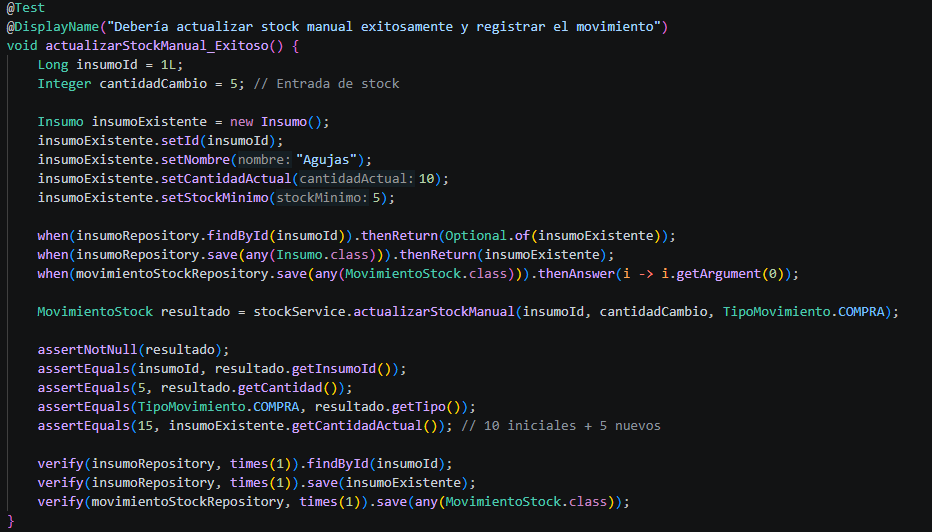 @Test
@DisplayName("Debería actualizar stock manual exitosamente y registrar el movimiento")
void actualizarStockManual_Exitoso() {
    Long insumoId = 1L;
    Integer cantidadCambio = 5; // Entrada de stock

    Insumo insumoExistente = new Insumo();
    insumoExistente.setId(insumoId);
    insumoExistente.setNombre(nombre: "Agujas");
    insumoExistente.setCantidadActual(cantidadActual: 10);
    insumoExistente.setStockMinimo(stockMinimo: 5);

    when(insumoRepository.findById(insumoId)).thenReturn(Optional.of(insumoExistente));
    when(insumoRepository.save(any(Insumo.class))).thenReturn(insumoExistente);
    when(movimientoStockRepository.save(any(MovimientoStock.class))).thenAnswer(i -> i.getArgument(0));

    MovimientoStock resultado = stockService.actualizarStockManual(insumoId, cantidadCambio, TipoMovimiento.COMPRA);

    assertNotNull(resultado);
    assertEquals(insumoId, resultado.getInsumoId());
    assertEquals(5, resultado.getCantidad());
    assertEquals(TipoMovimiento.COMPRA, resultado.getTipo());
    assertEquals(15, insumoExistente.getCantidadActual()); // 10 iniciales + 5 nuevos

    verify(insumoRepository, times(1)).findById(insumoId);
    verify(insumoRepository, times(1)).save(insumoExistente);
    verify(movimientoStockRepository, times(1)).save(any(MovimientoStock.class));
}